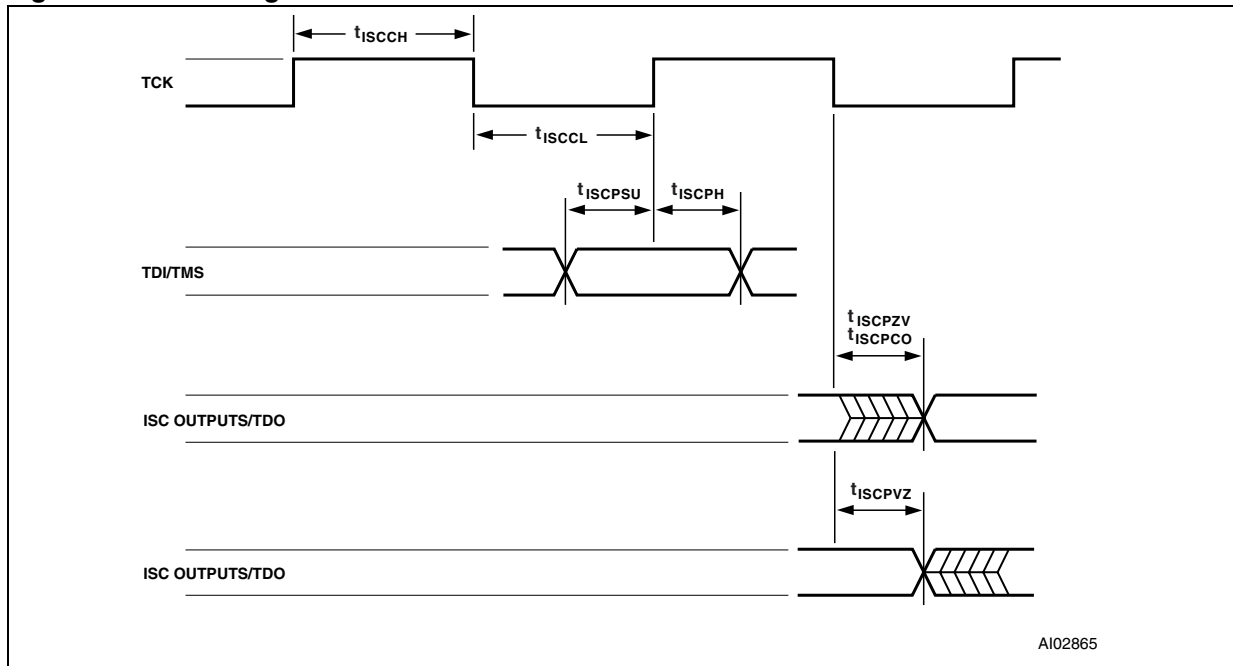 tISCCH
TCK
tISCCL
tISCPSU
tISCPH
TDI/TMS
tISCPZV
tISCPCO
ISC OUTPUTS/TDO
tISCPVZ
ISC OUTPUTS/TDO
AI02865